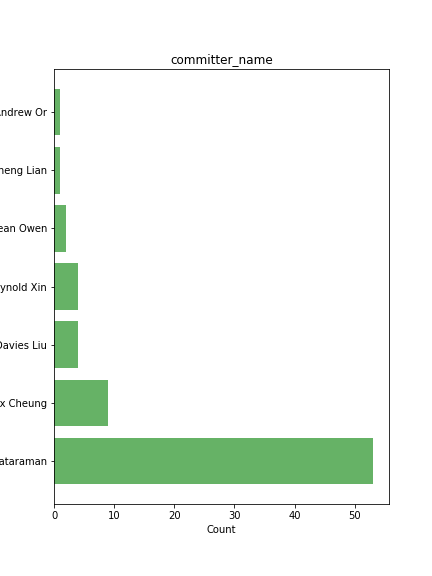 committer_name
ndrew Or
heng Lian
ean Owen
ynold Xin
Davies Liu
x Cheung
ataraman
0 10 20 30 40 50
Count